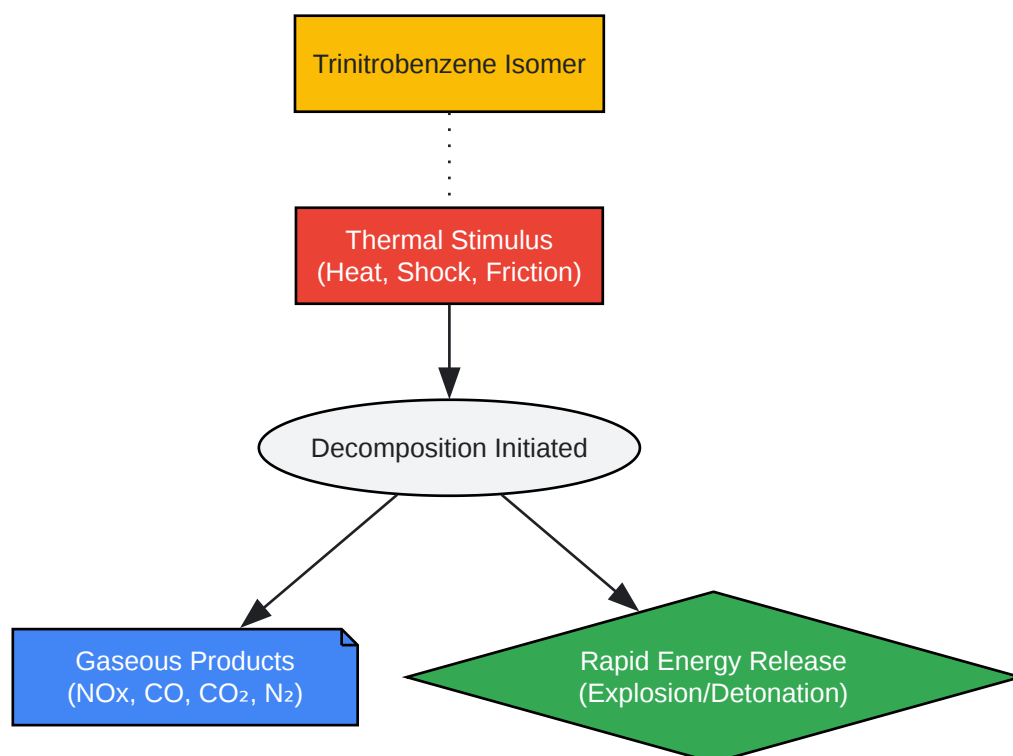 Trinitrobenzene Isomer
Thermal Stimulus
(Heat, Shock, Friction)
Decomposition Initiated
Gaseous Products
(NOx, CO, CO₂, N₂)
Rapid Energy Release
(Explosion/Detonation)